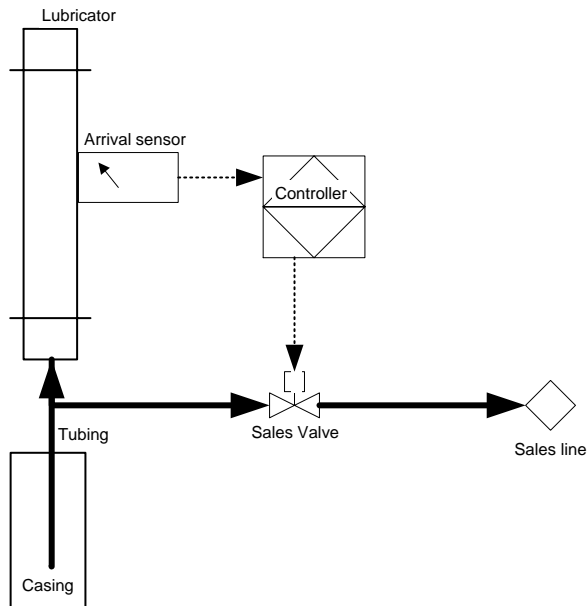 Lubricator
Arrival sensor
Controller
Tubing
Sales Valve
Sales line
Casing